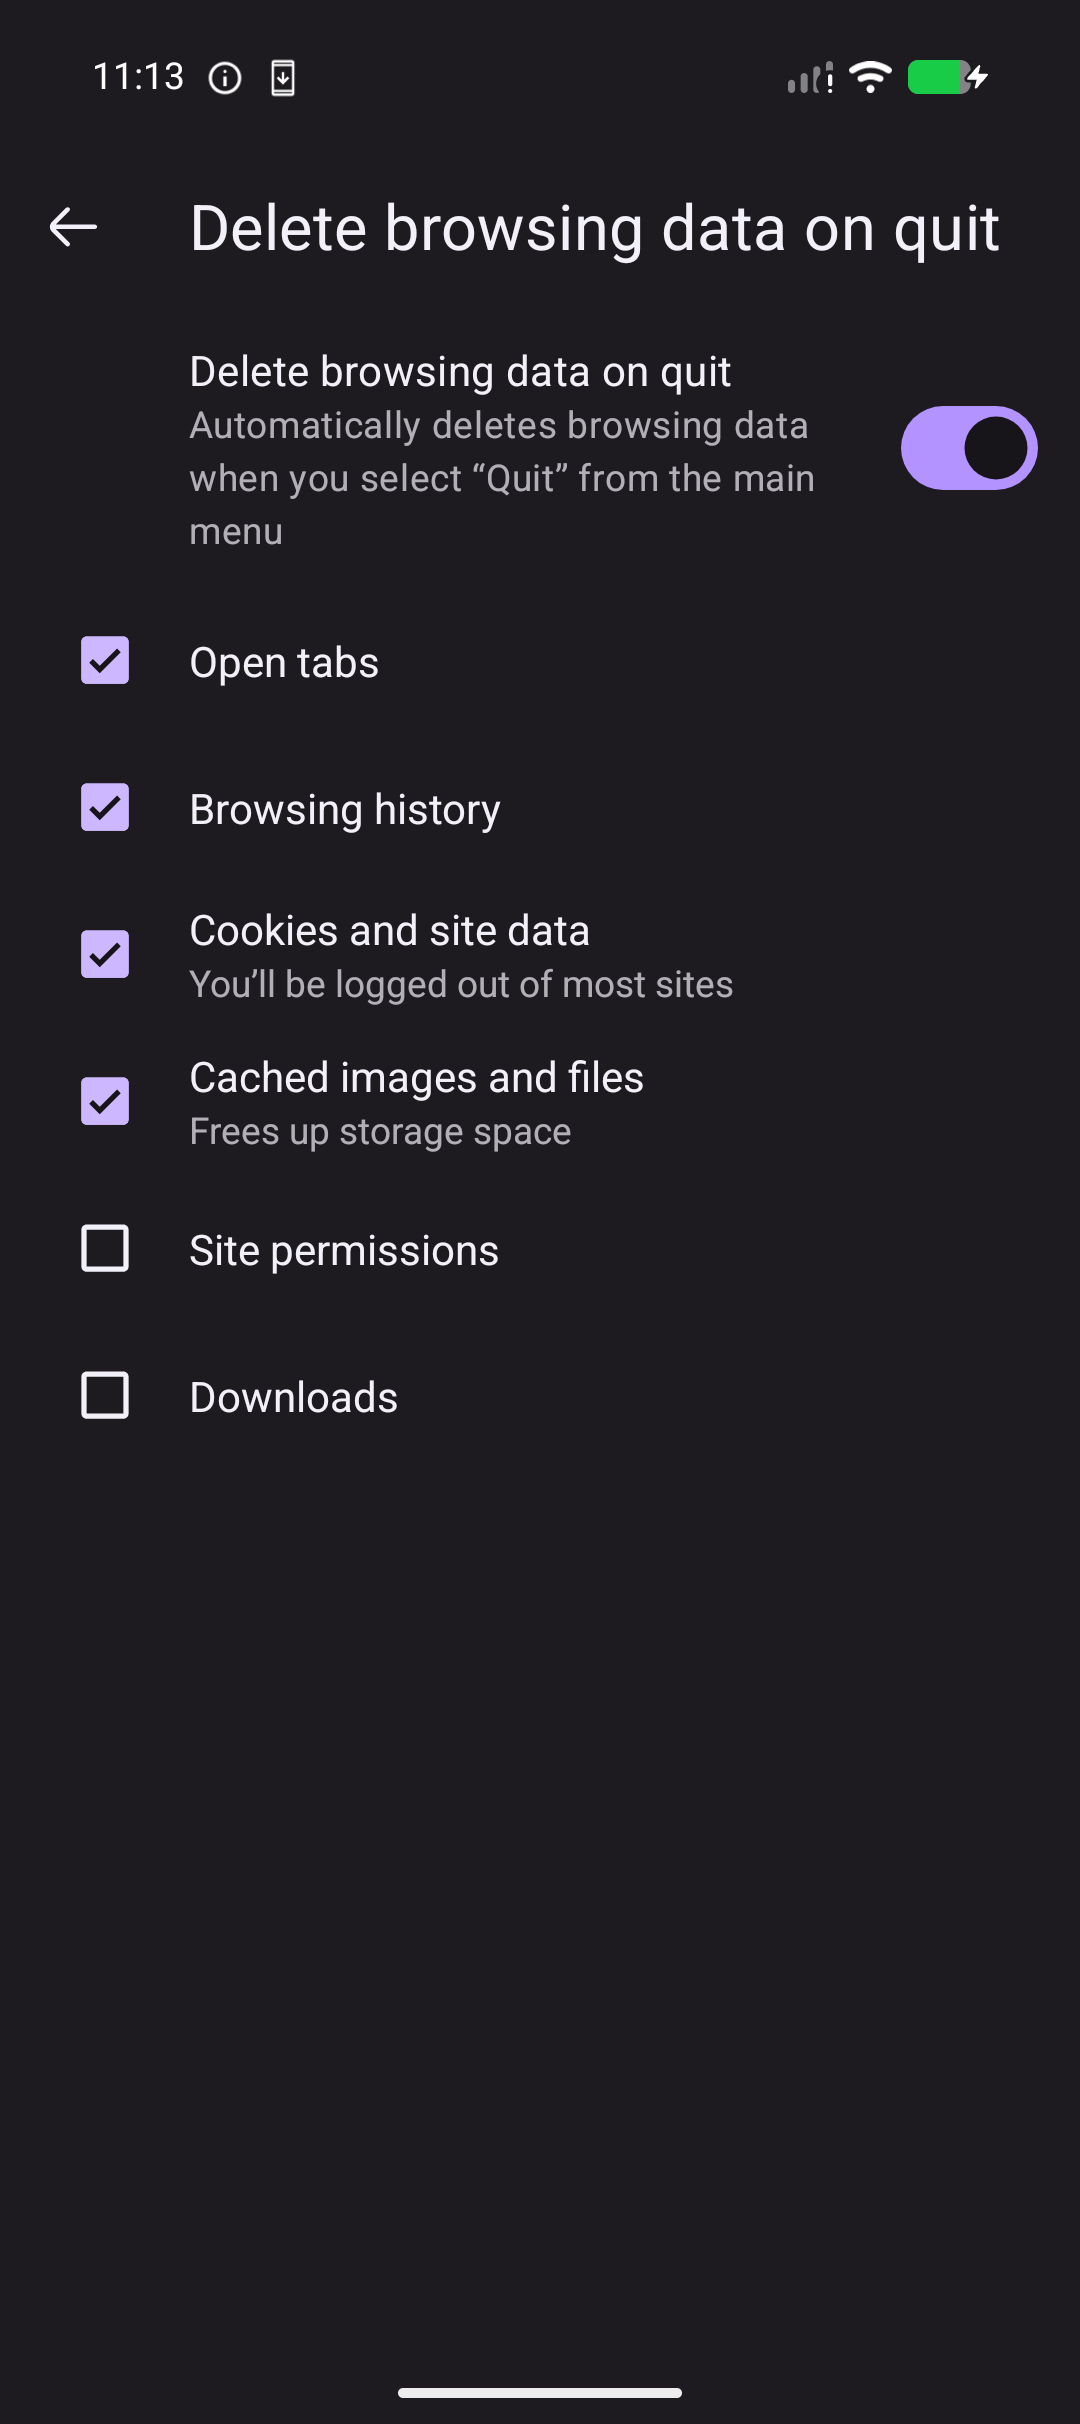 11:13
Delete browsing data on quit
Delete browsing data on quit
Automatically deletes browsing data
when you select “Quit” from the main
menu
Open tabs
Browsing history
Cookies and site data
You’ll be logged out of most sites
Cached images and files
Frees up storage space
Site permissions
Downloads